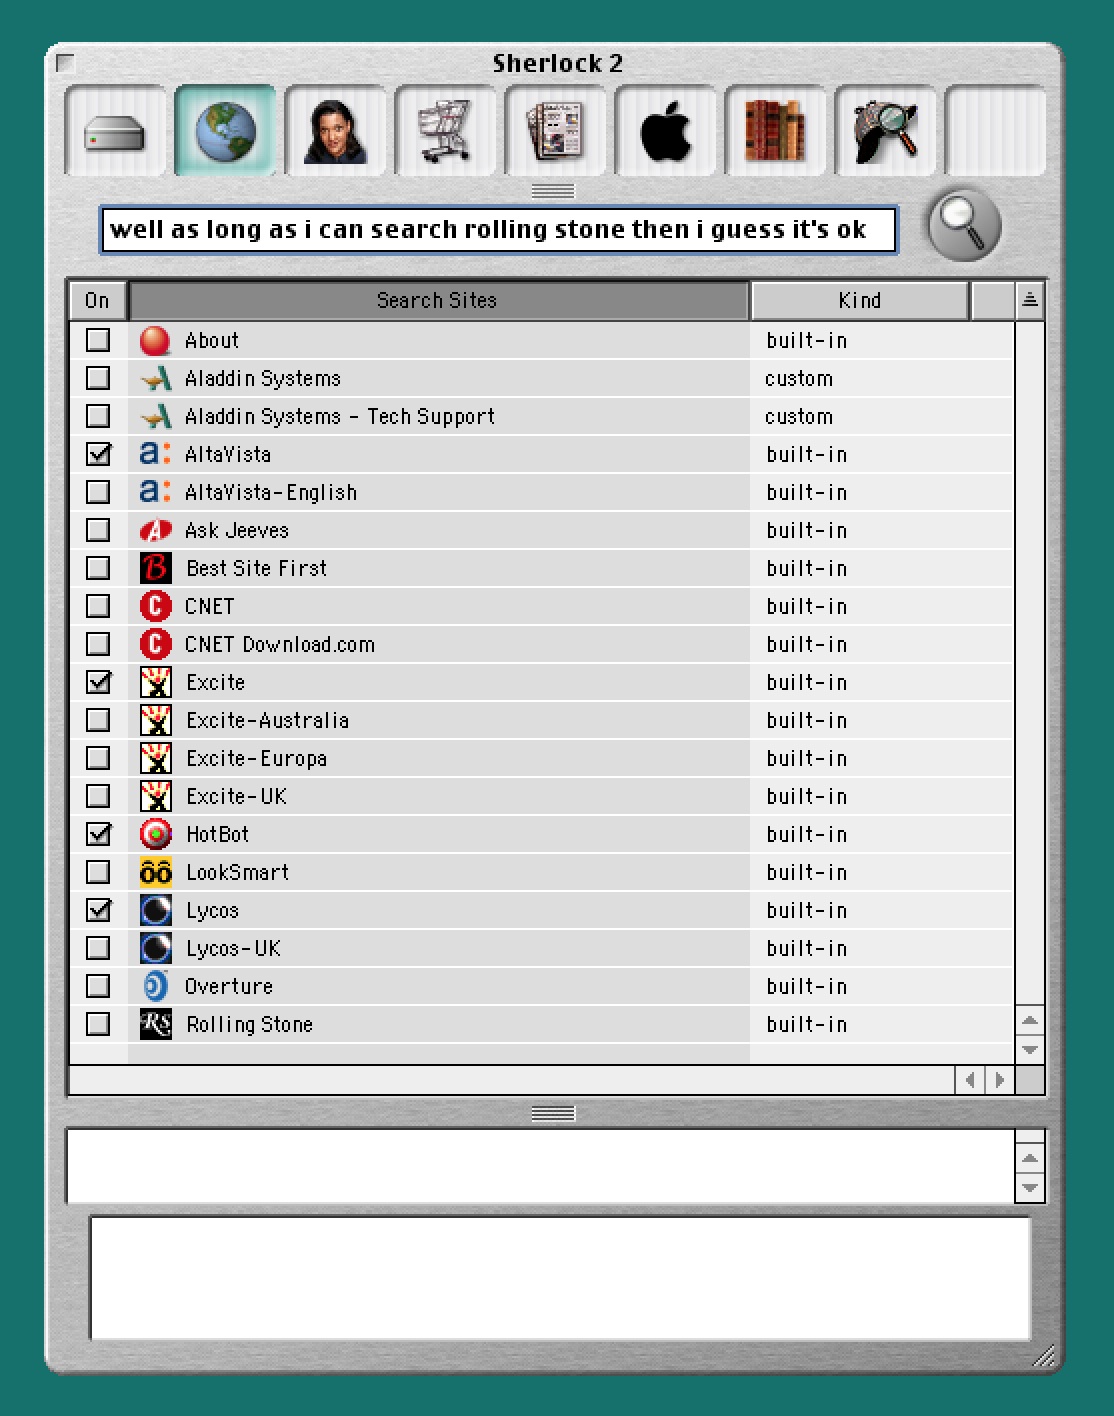 Sherlock 2
well as long as i can search rolling stone then i guess it's ok
On Search Sites Kind
About built-in
Aladdin Systems custom
Aladdin Systems - Tech Support custom
a: AltaVista built-in
a: AltaVista-English built-in
A Ask Jeeves built-in
B Best Site First built-in
C CNET built-in
C CNET Download.com built-in
Excite built-in
Excite-Australia built-in
Excite-Europa built-in
Excite-UK built-in
HotBot built-in
LookSmart built-in
Lycos built-in
Lycos-UK built-in
Overture built-in
RS Rolling Stone built-in